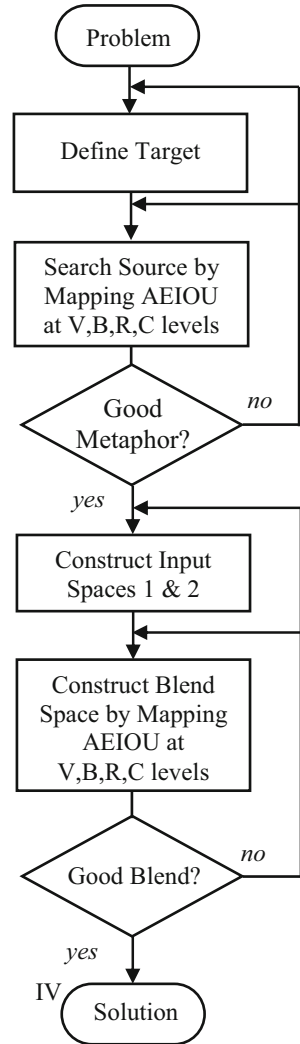 Problem
Define Target
Search Source by
Mapping AEIOU
at V,B,R,C levels
Good
Metaphor?
no
yes
Construct Input
Spaces 1 & 2
Construct Blend
Space by Mapping
AEIOU at
V,B,R,C levels
no
Good Blend?
yes
IV
Solution